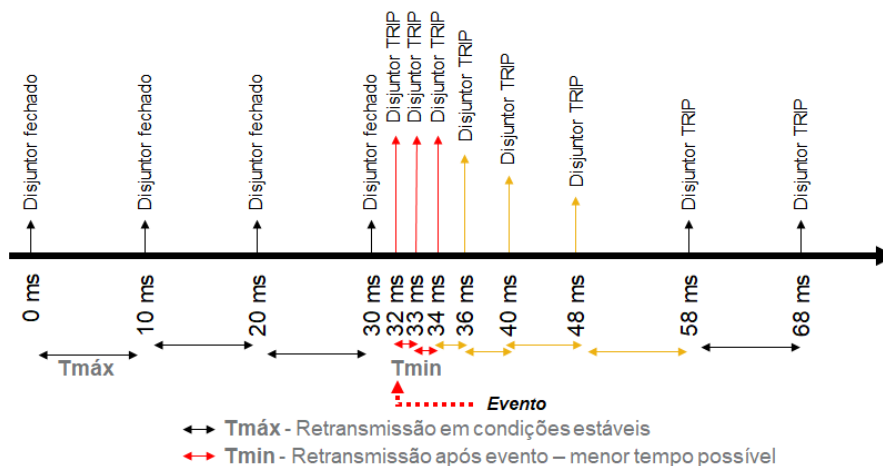 Disjuntor fechado
Disjuntor fechado
Disjuntor fechado
Disjuntor fechado
Disjuntor TRIP
Disjuntor TRIP
Disjuntor TRIP
Disjuntor TRIP
Disjuntor TRIP
Disjuntor TRIP
Disjuntor TRIP
Disjuntor TRIP
0 ms
10 ms
20 ms
30 ms
32 ms
33 ms
34 ms
36 ms
40 ms
48 ms
58 ms
68 ms
Tmáx
Tmin
Evento
Tmáx - Retransmissão em condições estáveis
Tmin - Retransmissão após evento – menor tempo possível